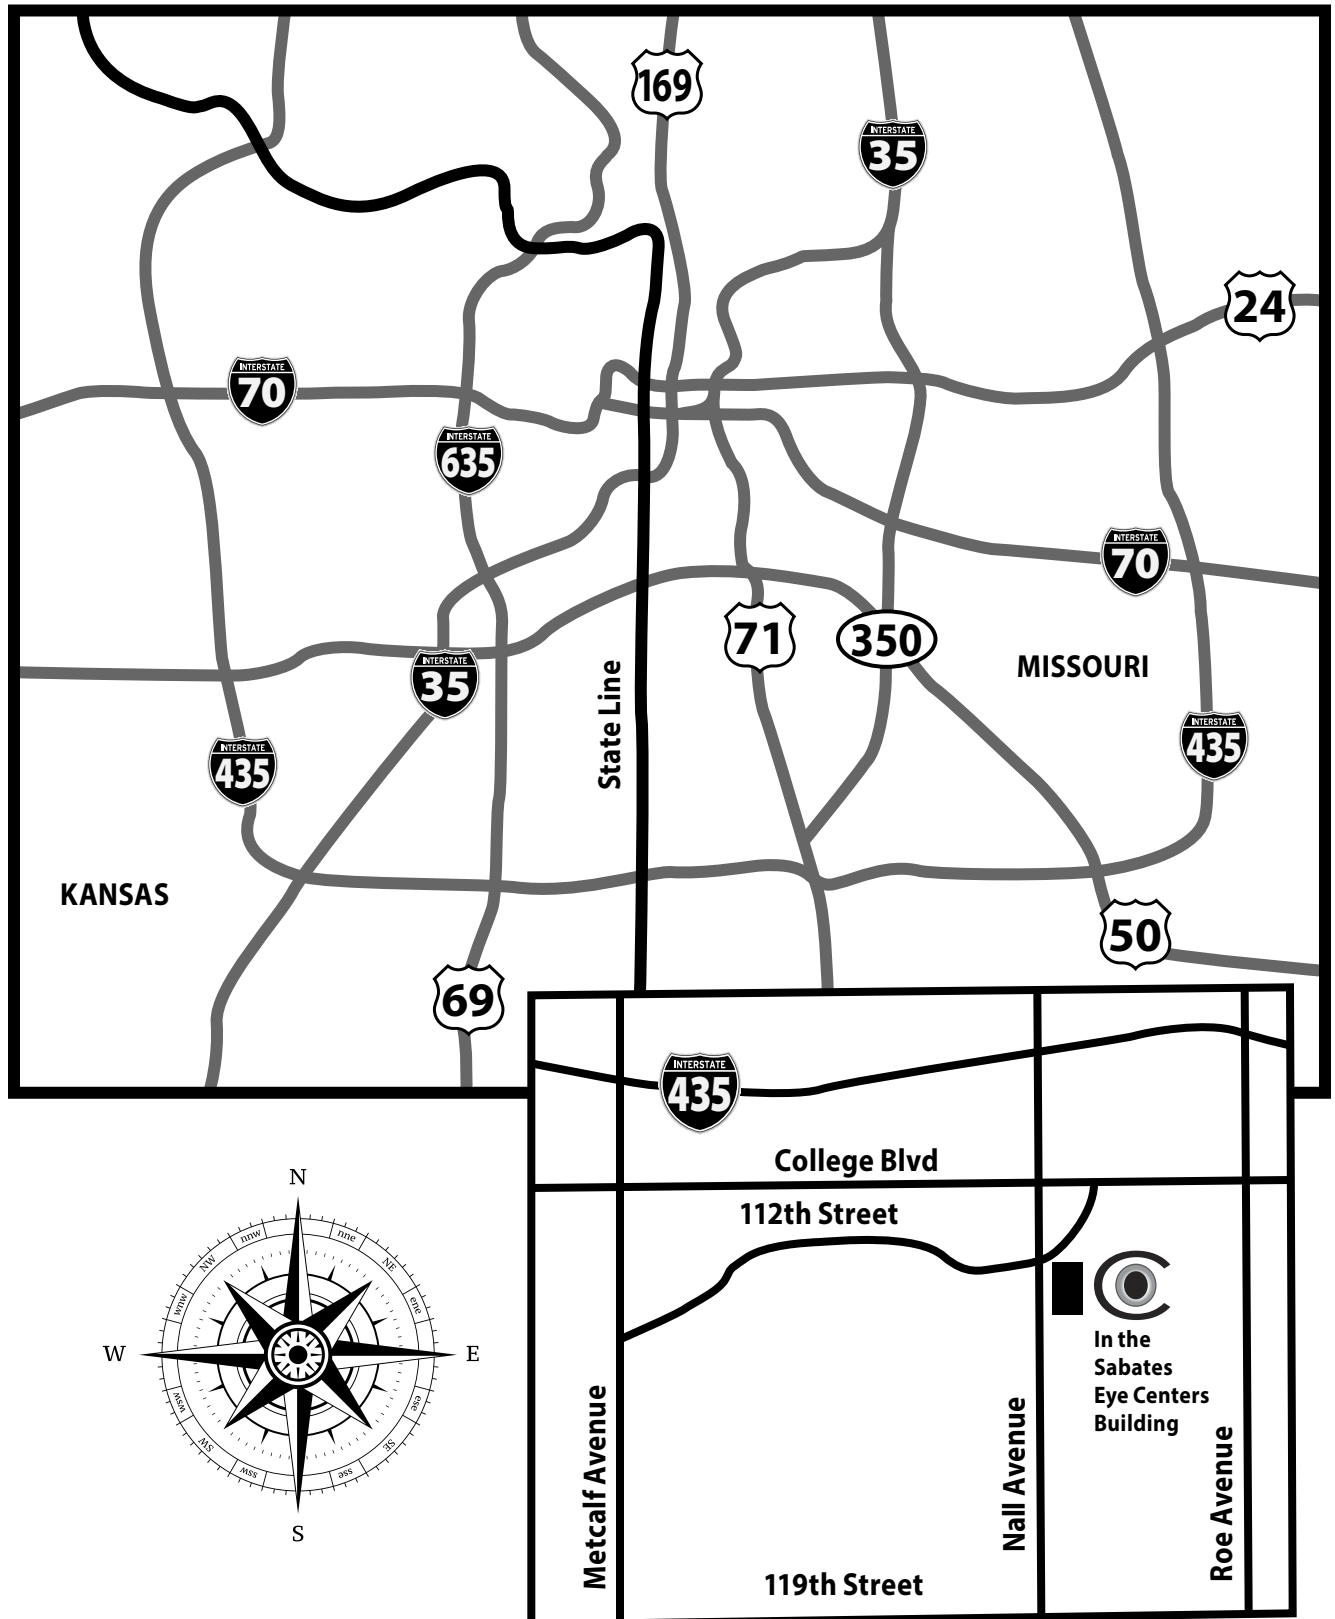 169
INTERSTATE
35
24
INTERSTATE
70
INTERSTATE
635
INTERSTATE
70
71
350
MISSOURI
INTERSTATE
35
State Line
INTERSTATE
435
INTERSTATE
435
KANSAS
50
69
INTERSTATE
435
College Blvd
112th Street
In the
Sabates
Eye Centers
Building
Metcalf Avenue
Nall Avenue
Roe Avenue
119th Street
N
nnw
nne
NW
NE
wnw
ene
W
E
wsw
ese
SW
SE
ssw
sse
S